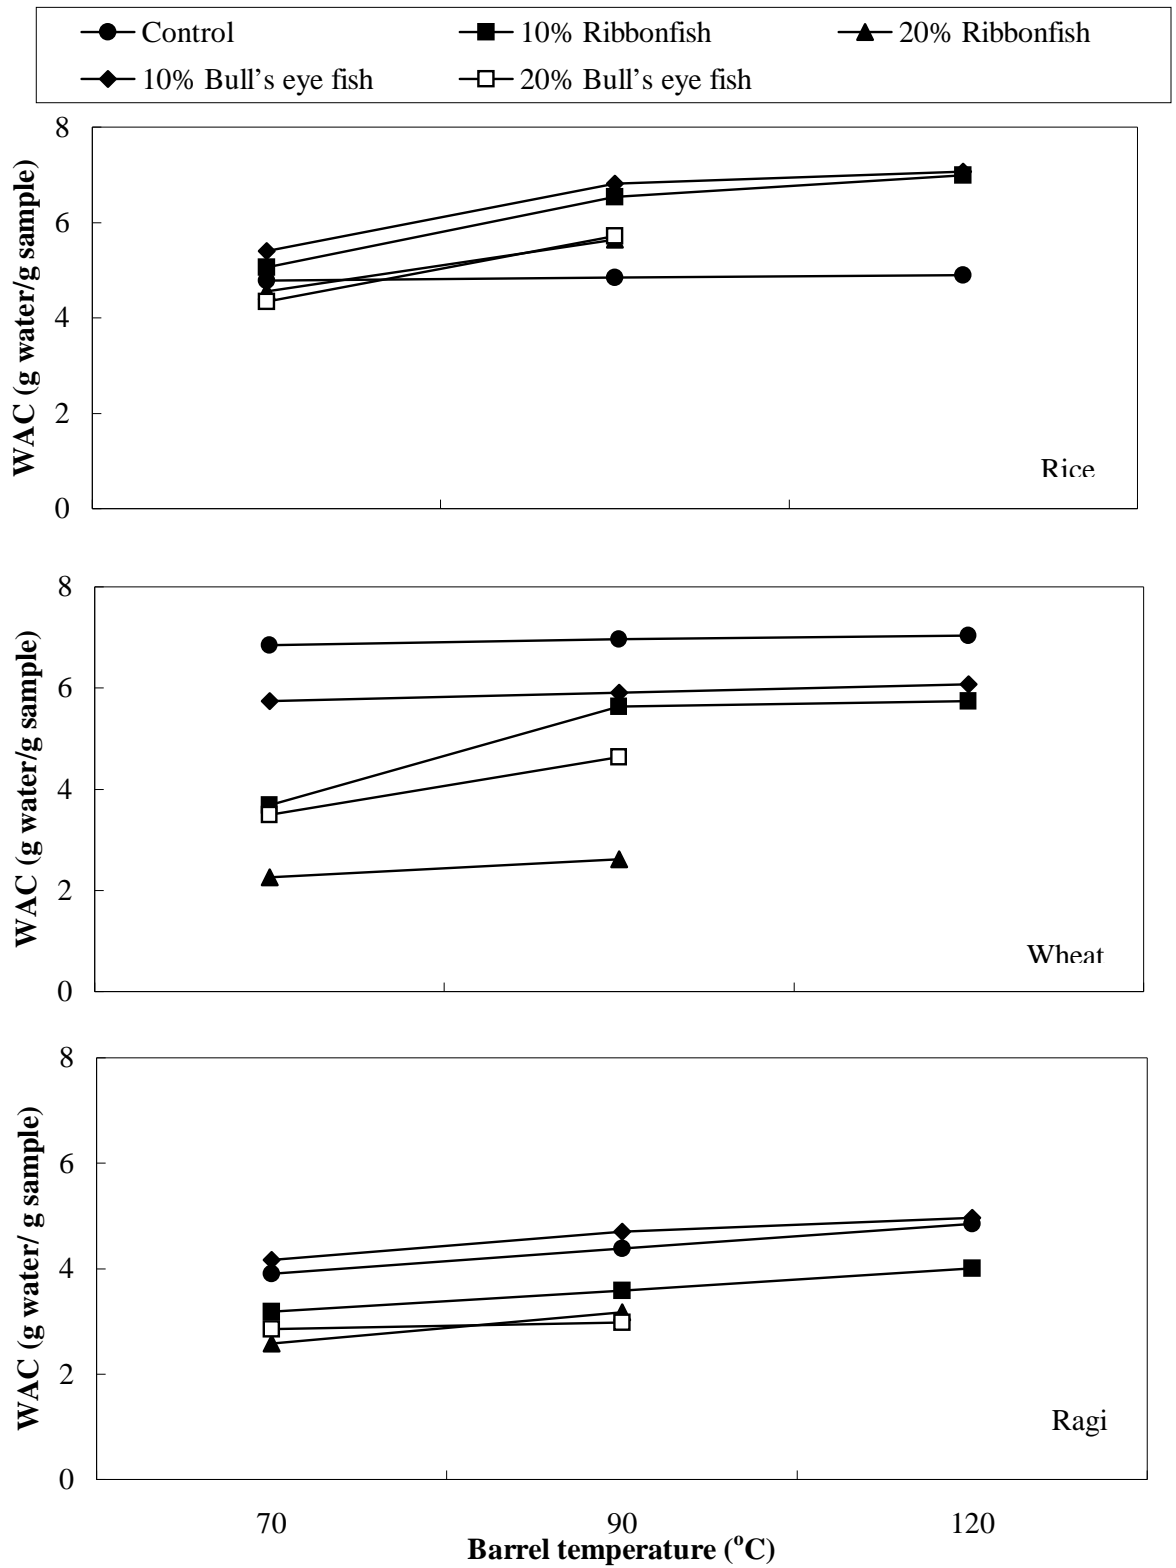 Control 10% Ribbonfish 20% Ribbonfish
10% Bull's eye fish 20% Bull's eye fish
WAC (g water/g sample)
8
6
4
2
0
Rice
WAC (g water/g sample)
8
6
4
2
0
Wheat
WAC (g water/ g sample)
8
6
4
2
0
Ragi
70 90 120
Barrel temperature (°C)